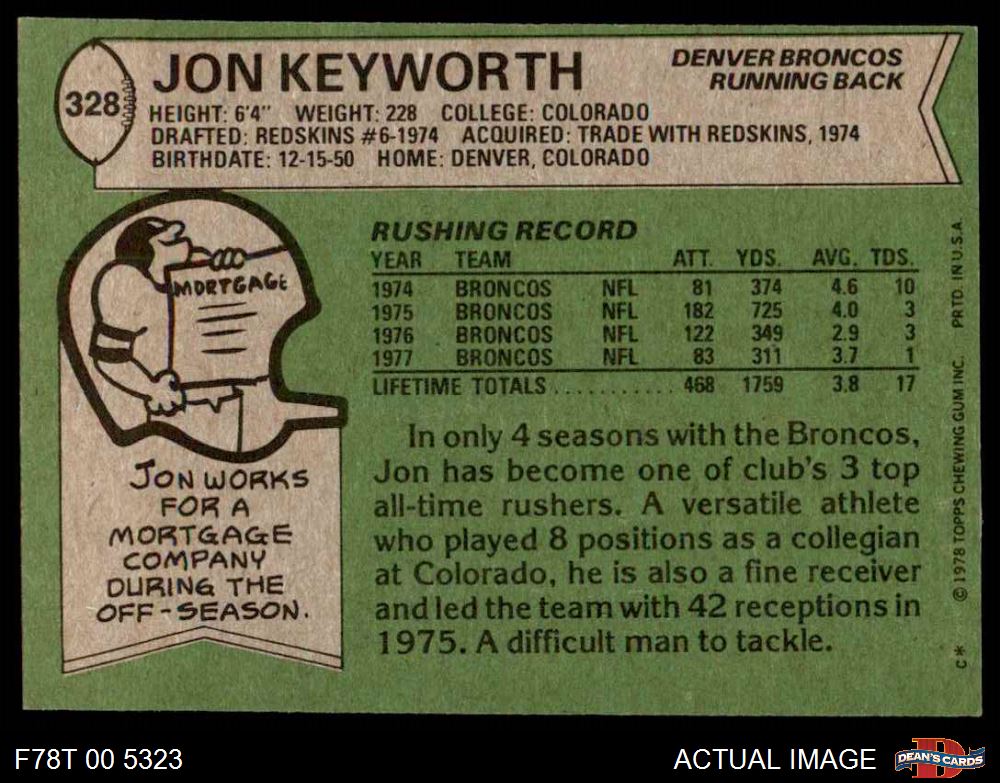 328
JON KEYWORTH
DENVER BRONCOS
RUNNING BACK
HEIGHT: 6'4" WEIGHT: 228 COLLEGE: COLORADO
DRAFTED: REDSKINS #6-1974 ACQUIRED: TRADE WITH REDSKINS, 1974
BIRTHDATE: 12-15-50 HOME: DENVER, COLORADO
MORTGAGE
JON WORKS
FOR A
MORTGAGE
COMPANY
DURING THE
OFF-SEASON.
RUSHING RECORD
YEAR TEAM ATT. YDS. AVG. TDS.
1974 BRONCOS NFL 81 374 4.6 10
1975 BRONCOS NFL 182 725 4.0 3
1976 BRONCOS NFL 122 349 2.9 3
1977 BRONCOS NFL 83 311 3.7 1
LIFETIME TOTALS........... 468 1759 3.8 17
In only 4 seasons with the Broncos,
Jon has become one of club's 3 top
all-time rushers. A versatile athlete
who played 8 positions as a collegian
at Colorado, he is also a fine receiver
and led the team with 42 receptions in
1975. A difficult man to tackle.
C* © 1978 TOPPS CHEWING GUM INC. PRTD. IN U.S.A.
F78T 00 5323
ACTUAL IMAGE
D
DEAN'S CARDS